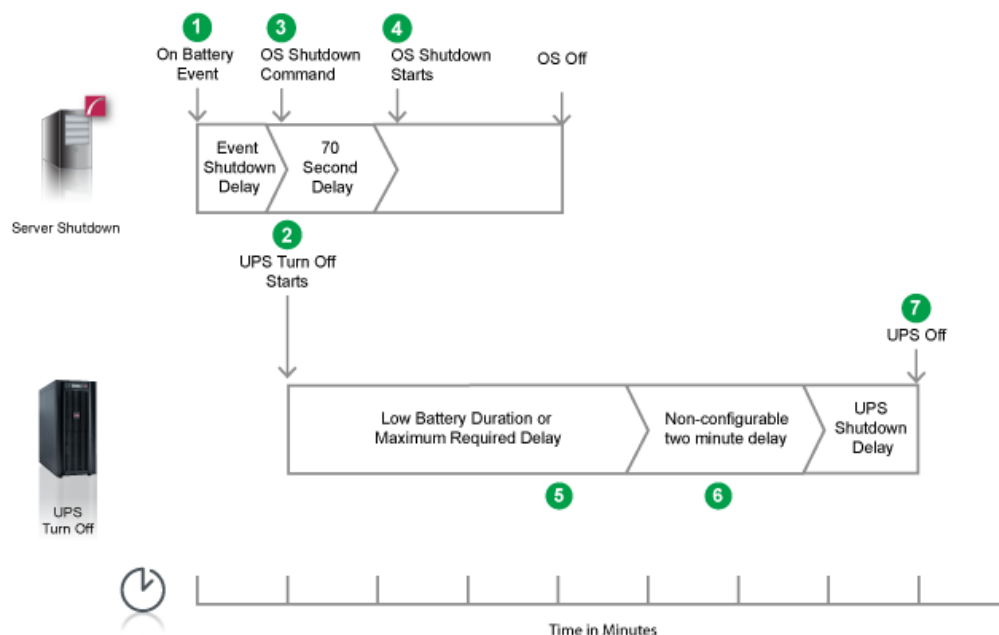 1
On Battery
Event
3
OS Shutdown
Command
4
OS Shutdown
Starts
OS Off
Event
Shutdown
Delay
70
Second
Delay
Server Shutdown
2
UPS Turn Off
Starts
7
UPS Off
Low Battery Duration or
Maximum Required Delay
Non-configurable
two minute delay
UPS
Shutdown
Delay
5
6
UPS
Turn Off
Time in Minutes